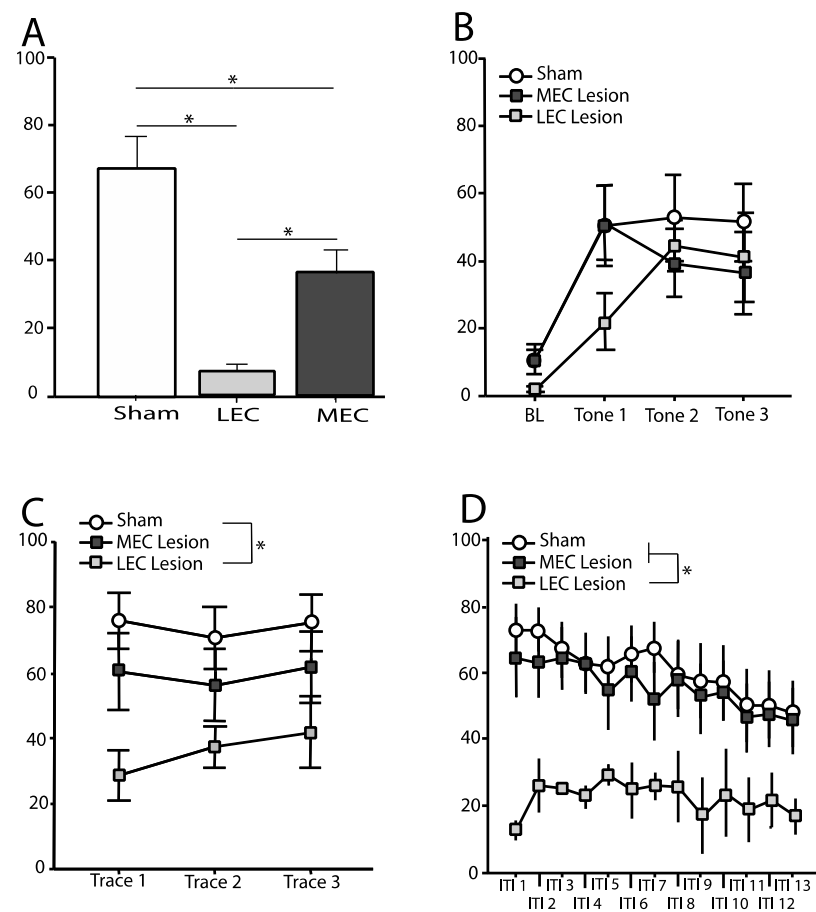 A
100
80
60
40
20
0
*
*
*
Sham
LEC
MEC
B
100
80
60
40
20
0
Sham
MEC Lesion
LEC Lesion
BL
Tone 1
Tone 2
Tone 3
C
100
80
60
40
20
0
Sham
MEC Lesion
LEC Lesion
*
Trace 1
Trace 2
Trace 3
D
100
80
60
40
20
0
Sham
MEC Lesion
LEC Lesion
*
ITI 1
ITI 2
ITI 3
ITI 4
ITI 5
ITI 6
ITI 7
ITI 8
ITI 9
ITI 10
ITI 11
ITI 12
ITI 13